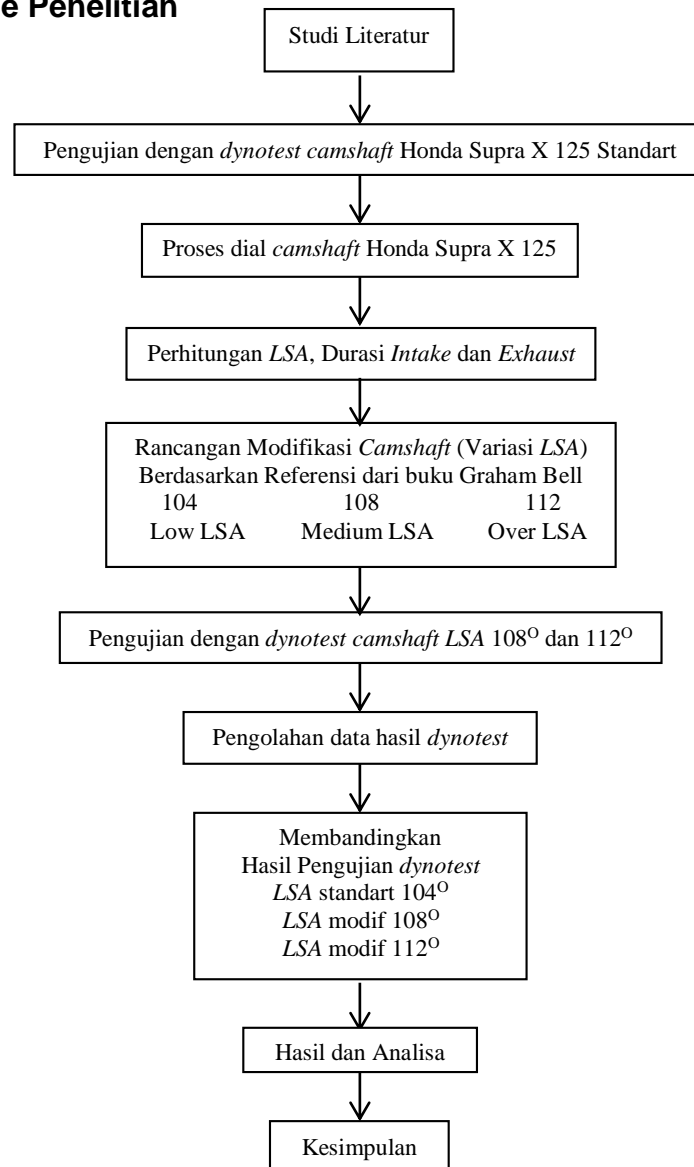 e Penelitian
Studi Literatur
Pengujian dengan dynotest camshaft Honda Supra X 125 Standart
Proses dial camshaft Honda Supra X 125
Perhitungan LSA, Durasi Intake dan Exhaust
Rancangan Modifikasi Camshaft (Variasi LSA)
Berdasarkan Referensi dari buku Graham Bell
104 108 112
Low LSA Medium LSA Over LSA
Pengujian dengan dynotest camshaft LSA 108ᴼ dan 112ᴼ
Pengolahan data hasil dynotest
Membandingkan
Hasil Pengujian dynotest
LSA standart 104ᴼ
LSA modif 108ᴼ
LSA modif 112ᴼ
Hasil dan Analisa
Kesimpulan